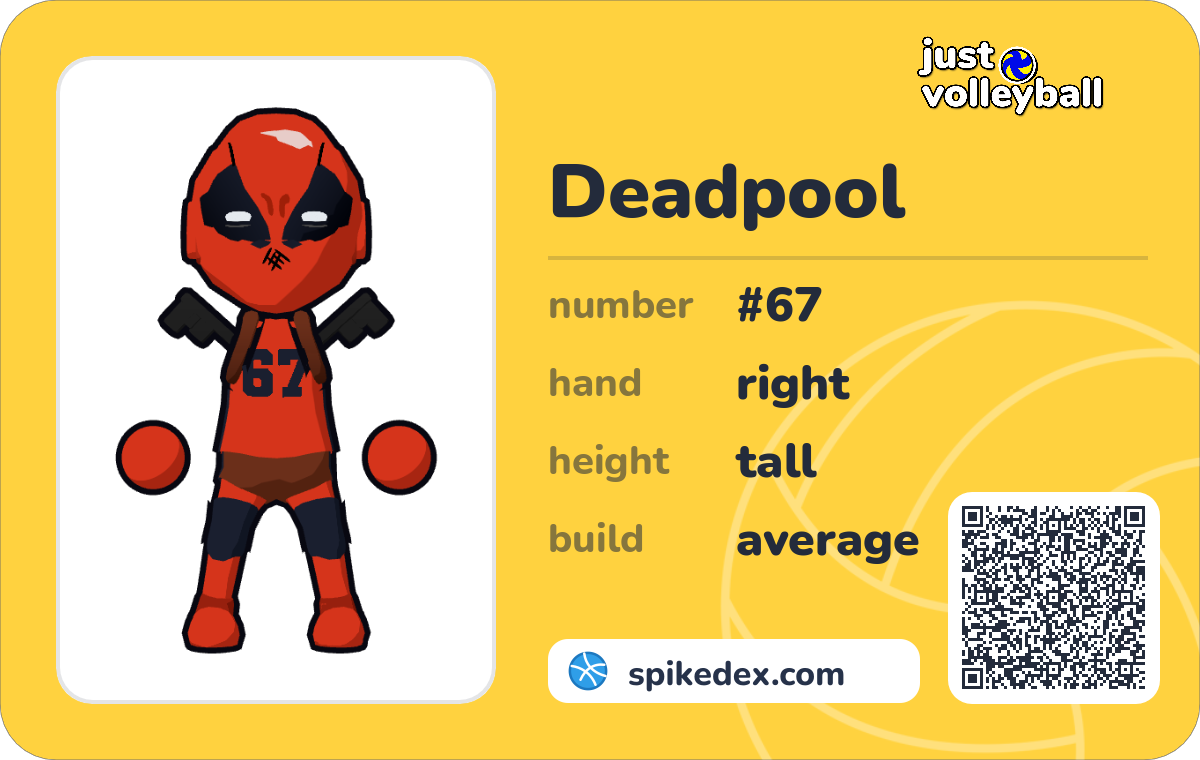 just
volleyball
Deadpool
number #67
hand right
height tall
build average
67
spikedex.com